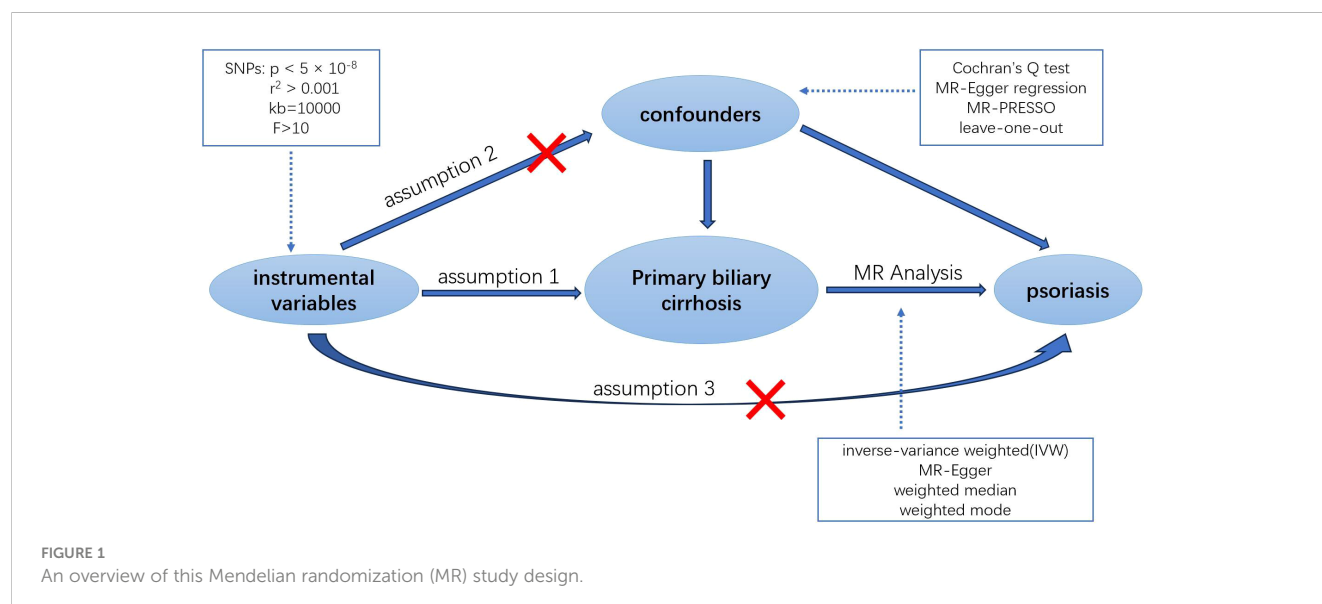 SNPs: p < 5 × 10⁻⁸
r² > 0.001
kb=10000
F>10
Cochran's Q test
MR-Egger regression
MR-PRESSO
leave-one-out
confounders
assumption 2
instrumental
variables
assumption 1
Primary biliary
cirrhosis
MR Analysis
psoriasis
assumption 3
inverse-variance weighted(IVW)
MR-Egger
weighted median
weighted mode
FIGURE 1
An overview of this Mendelian randomization (MR) study design.